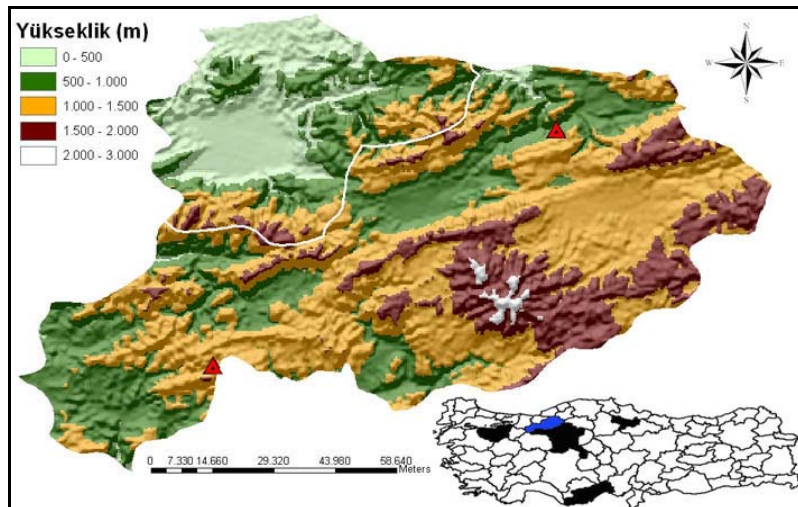 Yükseklik (m)
0 - 500
500 - 1.000
1.000 - 1.500
1.500 - 2.000
2.000 - 3.000
N
W E
S
0 7.330 14.660 29.320 43.980 58.640
Meters